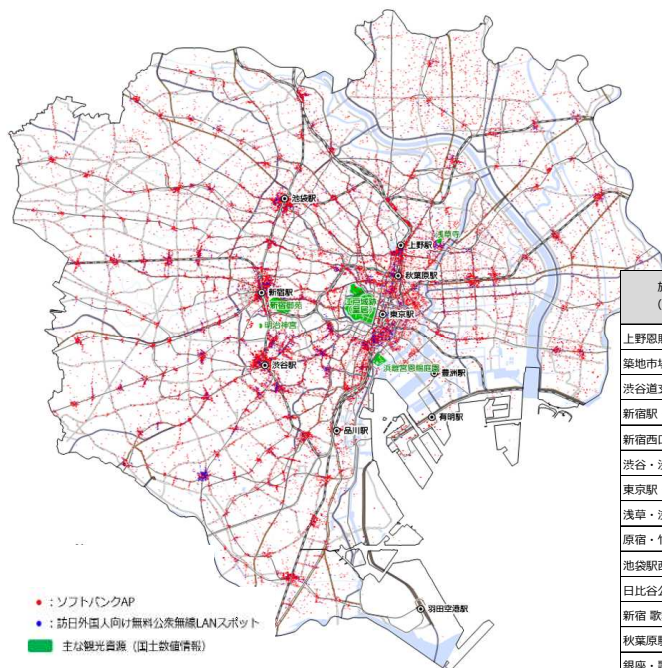 池袋駅
上野駅
浅草寺
秋葉原駅
新宿駅
新宿御苑
江戸城跡
(皇居)
東京駅
明治神宮
渋谷駅
浜離宮恩賜庭園
豊洲駅
有明駅
品川駅
羽田空港駅
:ソフトバンクAP
:訪日外国人向け無料公衆無線LANスポット
主な観光資源(国土数値情報)
上野恩
築地市
渋谷道
新宿駅
新宿西
渋谷・
東京駅
浅草・
原宿・
池袋駅
日比谷
新宿 歌
秋葉原
銀座・